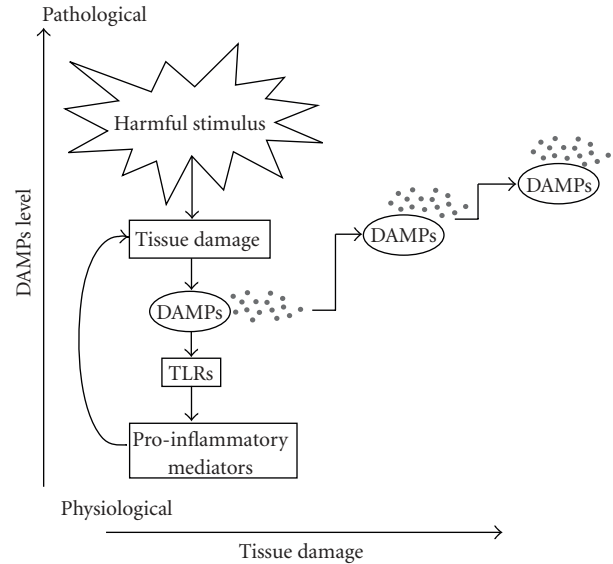 Pathological
Harmful stimulus
DAMPs level
Tissue damage
DAMPs
DAMPs
DAMPs
TLRs
Pro-inflammatory
mediators
Physiological
Tissue damage